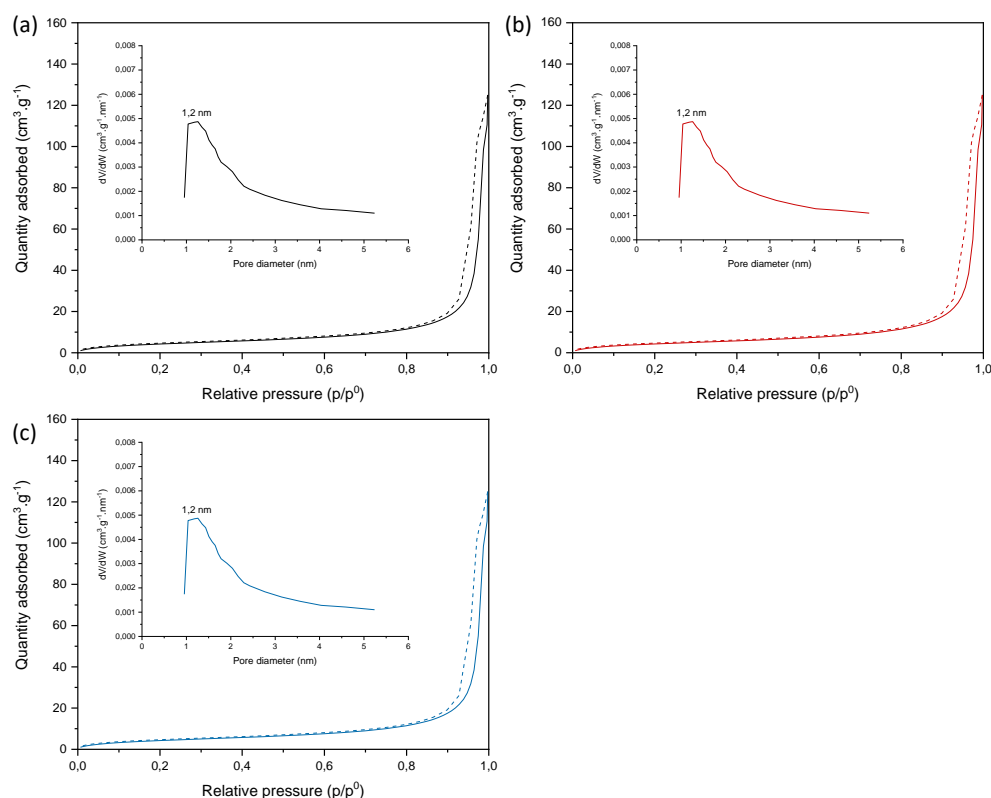 (a)
160
140
120
100
80
60
40
20
0
Quantity adsorbed (cm³.g⁻¹)
0,0 0,2 0,4 0,6 0,8 1,0
Relative pressure (p/p⁰)
0,008
0,007
0,006
0,005
0,004
0,003
0,002
0,001
0,000
dV/dW (cm³.g⁻¹.nm⁻¹)
1,2 nm
0 1 2 3 4 5 6
Pore diameter (nm)
(b)
160
140
120
100
80
60
40
20
0
Quantity adsorbed (cm³.g⁻¹)
0,0 0,2 0,4 0,6 0,8 1,0
Relative pressure (p/p⁰)
0,008
0,007
0,006
0,005
0,004
0,003
0,002
0,001
0,000
dV/dW (cm³.g⁻¹.nm⁻¹)
1,2 nm
0 1 2 3 4 5 6
Pore diameter (nm)
(c)
160
140
120
100
80
60
40
20
0
Quantity adsorbed (cm³.g⁻¹)
0,0 0,2 0,4 0,6 0,8 1,0
Relative pressure (p/p⁰)
0,008
0,007
0,006
0,005
0,004
0,003
0,002
0,001
0,000
dV/dW (cm³.g⁻¹.nm⁻¹)
1,2 nm
0 1 2 3 4 5 6
Pore diameter (nm)